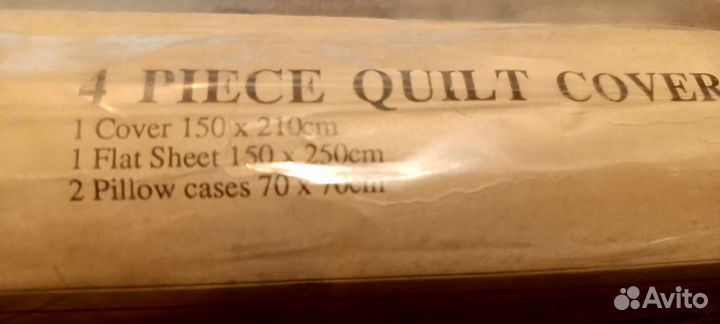 4 PIECE QUILT COVER
1 Cover 150 x 210cm
1 Flat Sheet 150 x 250cm
2 Pillow cases 70 x 70cm
Avito